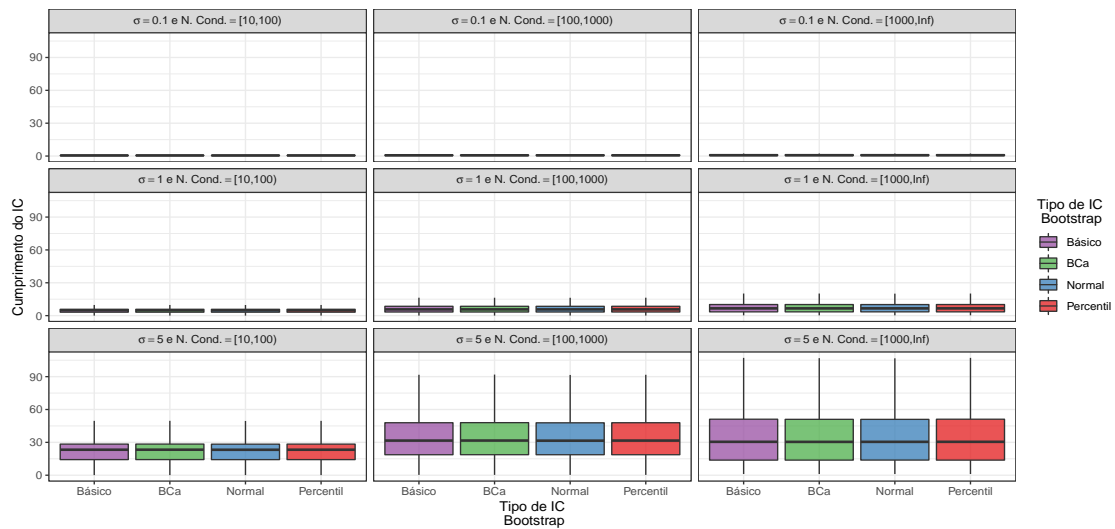 σ = 0.1 e N. Cond. = [10,100)
σ = 0.1 e N. Cond. = [100,1000)
σ = 0.1 e N. Cond. = [1000,Inf)
90
60
30
0
σ = 1 e N. Cond. = [10,100)
σ = 1 e N. Cond. = [100,1000)
σ = 1 e N. Cond. = [1000,Inf)
90
60
30
0
σ = 5 e N. Cond. = [10,100)
σ = 5 e N. Cond. = [100,1000)
σ = 5 e N. Cond. = [1000,Inf)
90
60
30
0
Básico BCa Normal Percentil
Básico BCa Normal Percentil
Básico BCa Normal Percentil
Tipo de IC
Bootstrap
Cumprimento do IC
Tipo de IC
Bootstrap
Básico
BCa
Normal
Percentil